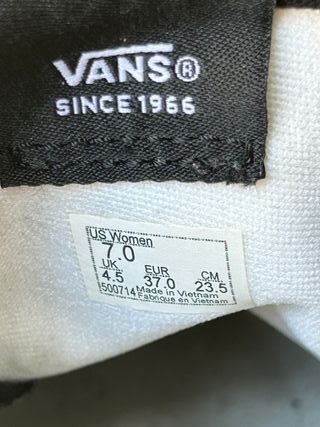 VANS®
SINCE 1966
US Women
7.0
UK EUR CM
4.5 37.0 23.5
500714 Made in Vietnam
Fabrique en Vietnam